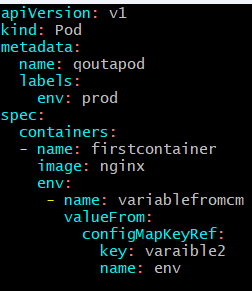 apiVersion: v1
kind: Pod
metadata:
  name: qoutapod
  labels:
    env: prod
spec:
  containers:
  - name: firstcontainer
    image: nginx
    env:
     - name: variablefromcm
       valueFrom:
         configMapKeyRef:
           key: varaible2
           name: env